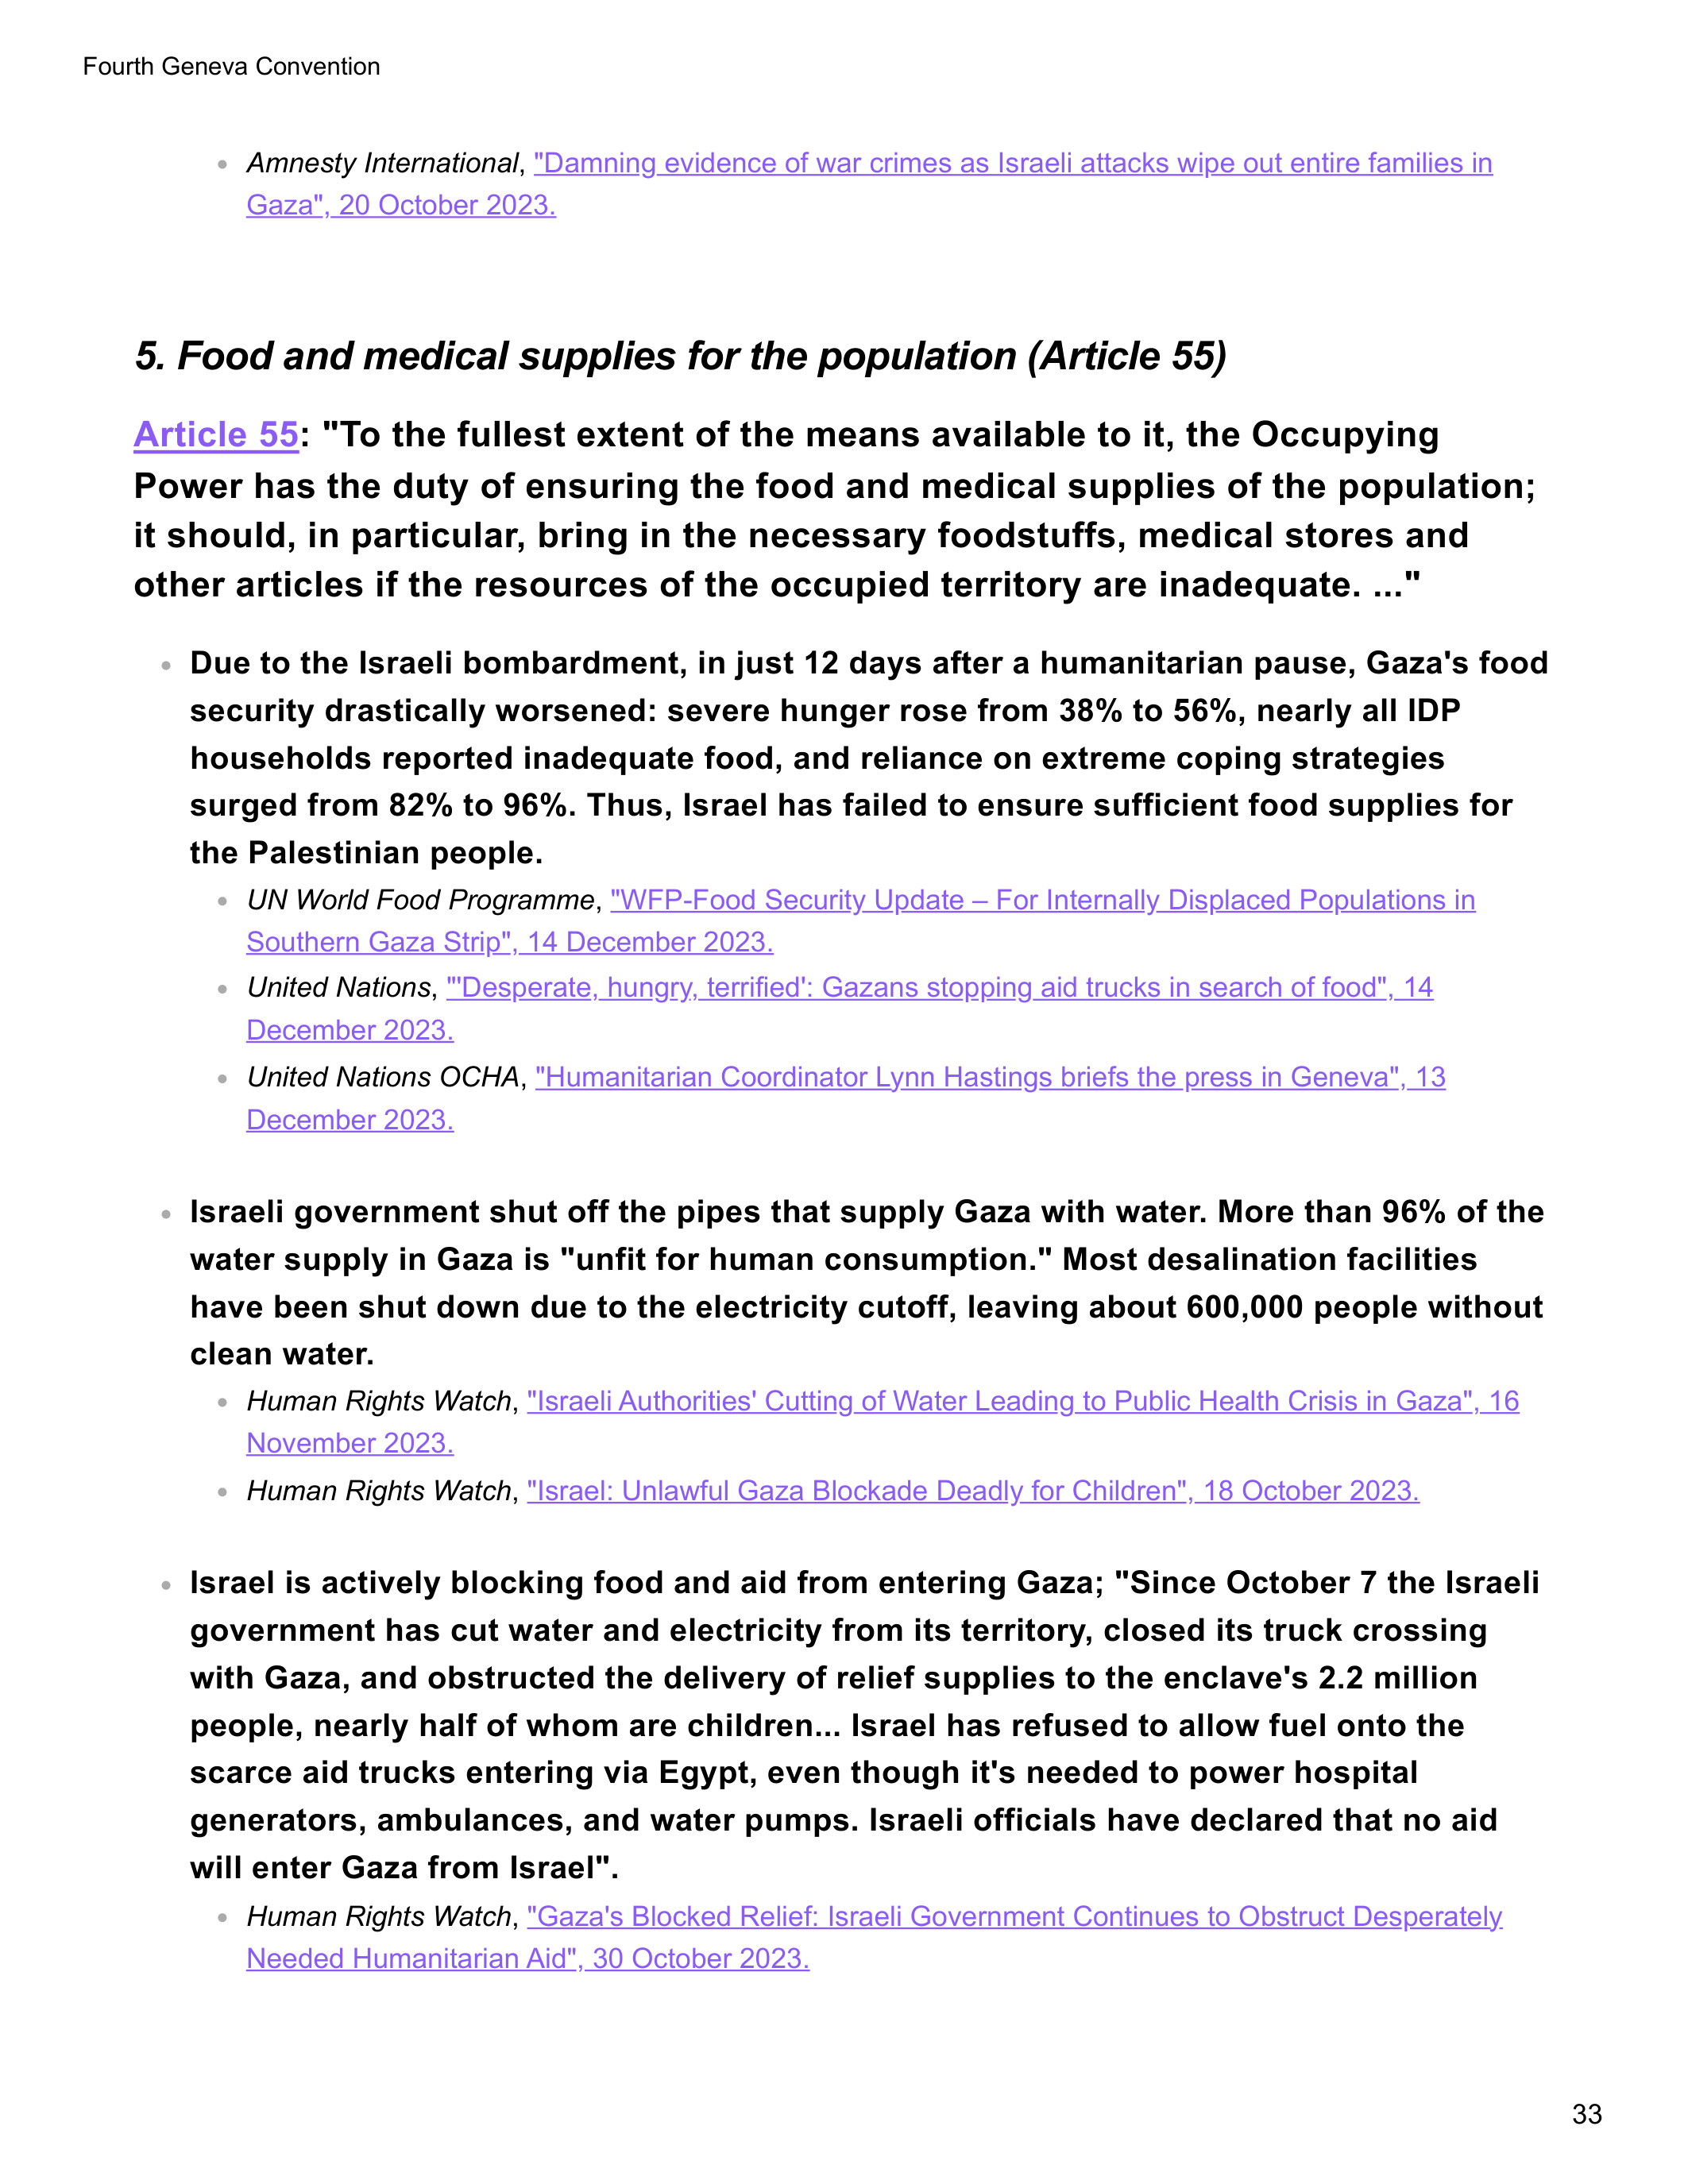 Fourth Geneva Convention
• Amnesty International, "Damning evidence of war crimes as Israeli attacks wipe out entire families in
Gaza", 20 October 2023.
5. Food and medical supplies for the population (Article 55)
Article 55: "To the fullest extent of the means available to it, the Occupying
Power has the duty of ensuring the food and medical supplies of the population;
it should, in particular, bring in the necessary foodstuffs, medical stores and
other articles if the resources of the occupied territory are inadequate. ..."
• Due to the Israeli bombardment, in just 12 days after a humanitarian pause, Gaza's food
security drastically worsened: severe hunger rose from 38% to 56%, nearly all IDP
households reported inadequate food, and reliance on extreme coping strategies
surged from 82% to 96%. Thus, Israel has failed to ensure sufficient food supplies for
the Palestinian people.
• UN World Food Programme, "WFP-Food Security Update – For Internally Displaced Populations in
Southern Gaza Strip", 14 December 2023.
• United Nations, "'Desperate, hungry, terrified': Gazans stopping aid trucks in search of food", 14
December 2023.
• United Nations OCHA, "Humanitarian Coordinator Lynn Hastings briefs the press in Geneva", 13
December 2023.
• Israeli government shut off the pipes that supply Gaza with water. More than 96% of the
water supply in Gaza is "unfit for human consumption." Most desalination facilities
have been shut down due to the electricity cutoff, leaving about 600,000 people without
clean water.
• Human Rights Watch, "Israeli Authorities' Cutting of Water Leading to Public Health Crisis in Gaza", 16
November 2023.
• Human Rights Watch, "Israel: Unlawful Gaza Blockade Deadly for Children", 18 October 2023.
• Israel is actively blocking food and aid from entering Gaza; "Since October 7 the Israeli
government has cut water and electricity from its territory, closed its truck crossing
with Gaza, and obstructed the delivery of relief supplies to the enclave's 2.2 million
people, nearly half of whom are children... Israel has refused to allow fuel onto the
scarce aid trucks entering via Egypt, even though it's needed to power hospital
generators, ambulances, and water pumps. Israeli officials have declared that no aid
will enter Gaza from Israel".
• Human Rights Watch, "Gaza's Blocked Relief: Israeli Government Continues to Obstruct Desperately
Needed Humanitarian Aid", 30 October 2023.
33